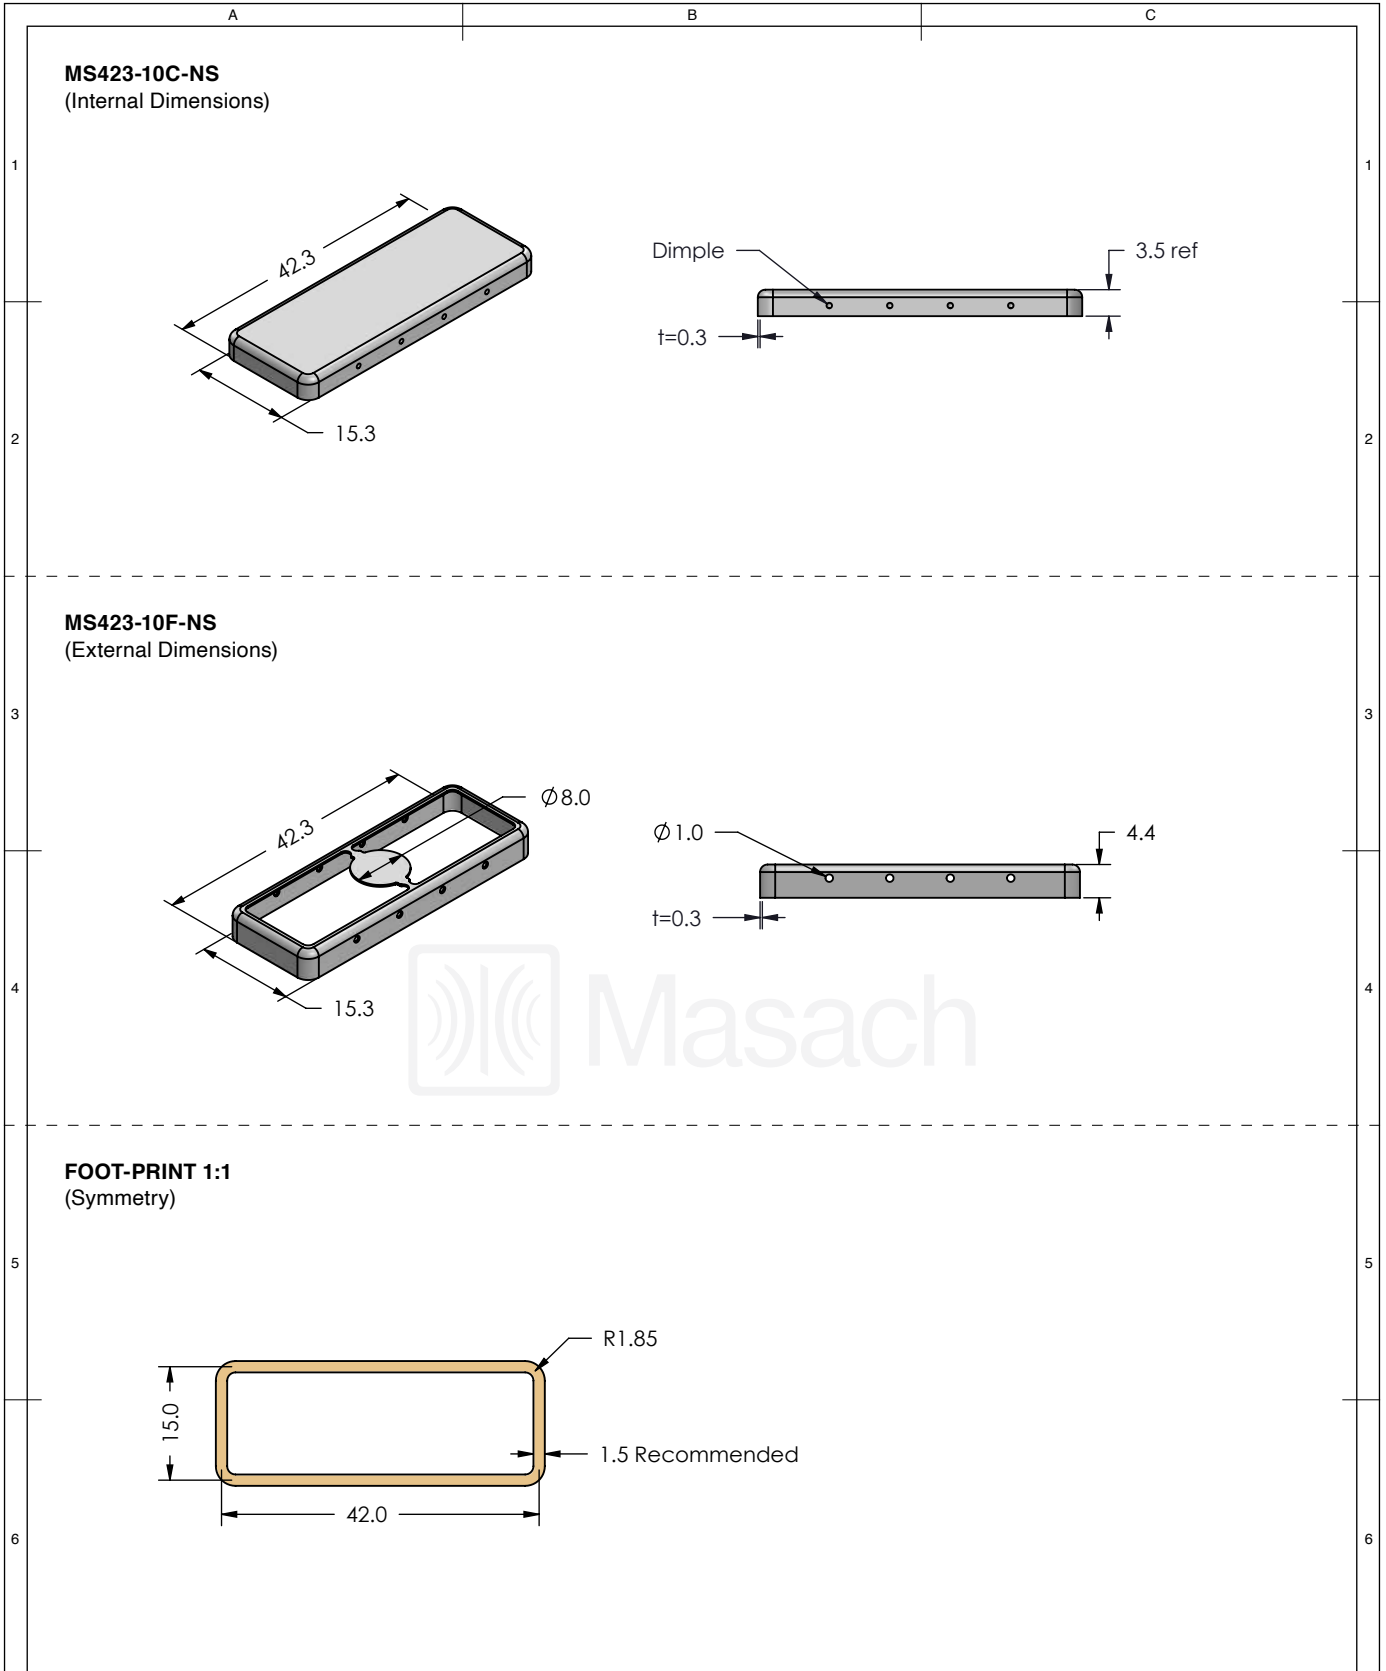 A B C
MS423-10C-NS
(Internal Dimensions)
1 1
42.3
15.3
Dimple
3.5 ref
t=0.3
2 2
MS423-10F-NS
(External Dimensions)
3 3
42.3
Ø8.0
15.3
Ø1.0
4.4
t=0.3
Masach
4 4
FOOT-PRINT 1:1
(Symmetry)
5 5
R1.85
15.0
1.5 Recommended
42.0
6 6